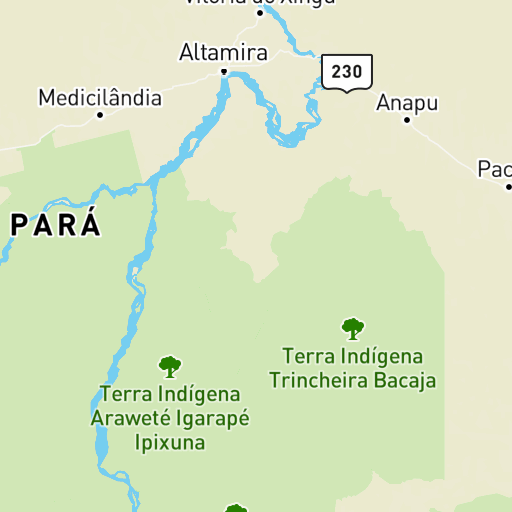 Vitória do Xingu
Altamira
230
Medicilândia
Anapu
Pac
PARÁ
Terra Indígena
Trincheira Bacaja
Terra Indígena
Araweté Igarapé
Ipixuna